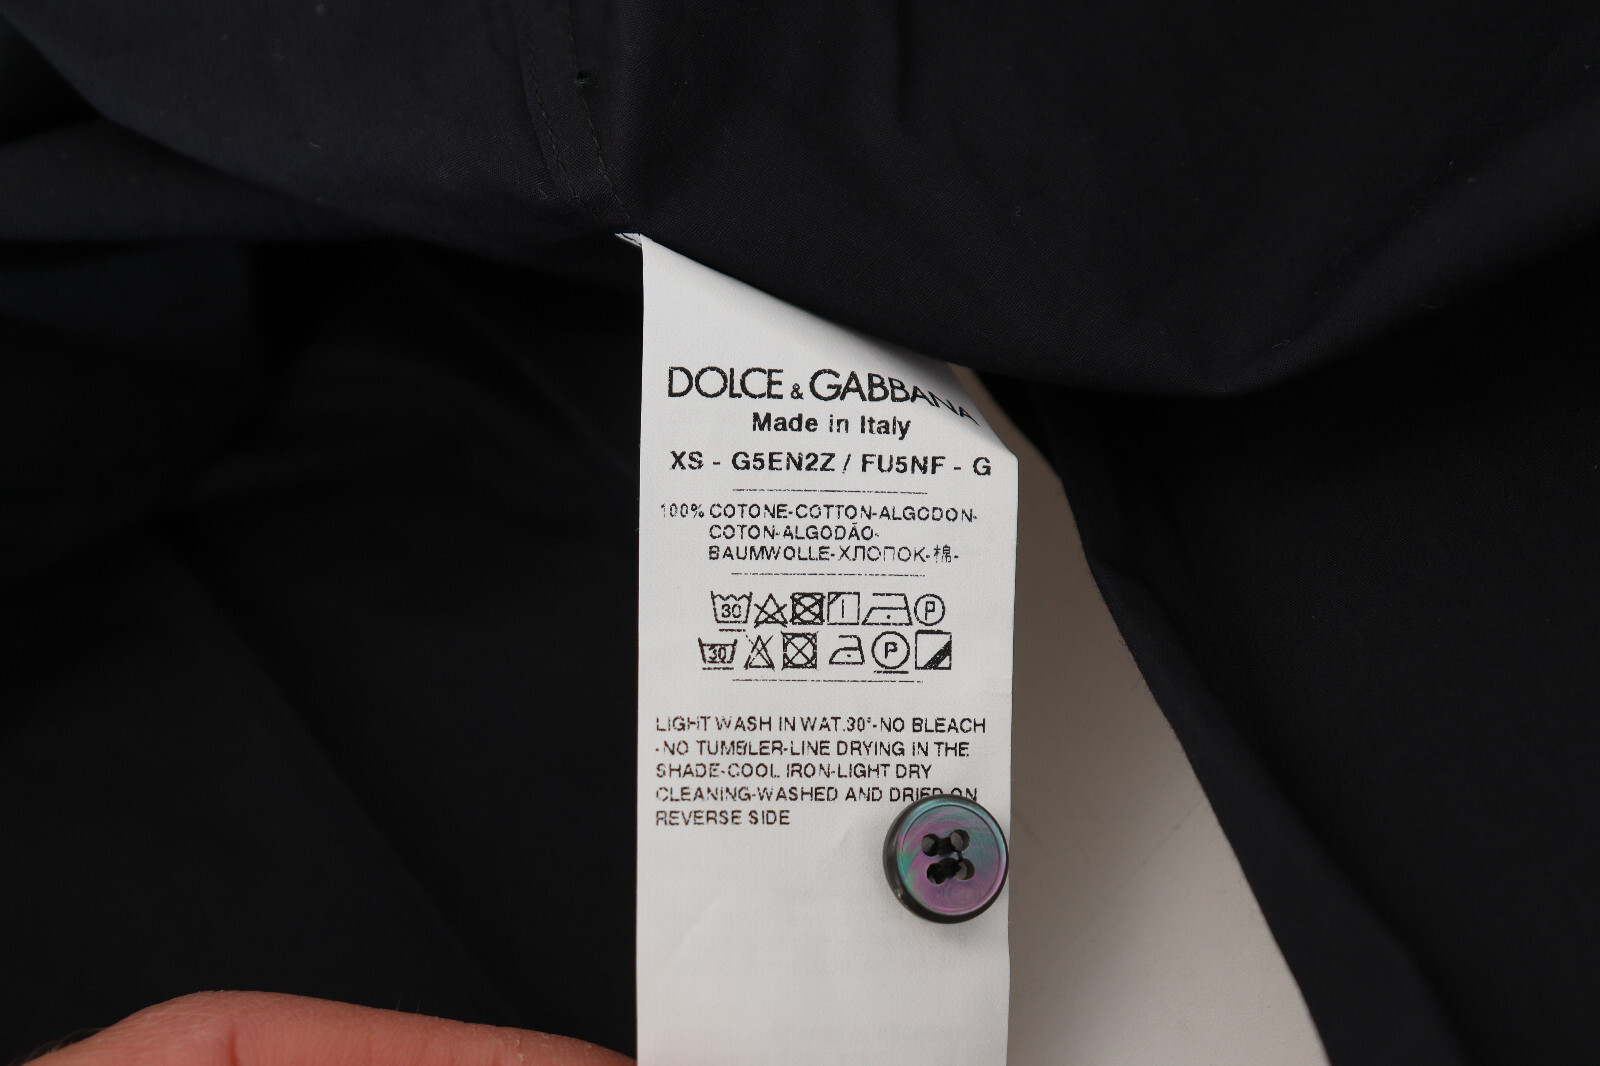 DOLCE & GABBANA
Made in Italy
XS - G5EN2Z / FU5NF - G
100% COTONE-COTTON-ALGODON-
COTON-ALGODÃO-
BAUMWOLLE-ХЛОПОК-棉-
30 P
30 P
LIGHT WASH IN WAT.30°-NO BLEACH
-NO TUMBLER-LINE DRYING IN THE
SHADE-COOL IRON-LIGHT DRY
CLEANING-WASHED AND DRIED ON
REVERSE SIDE